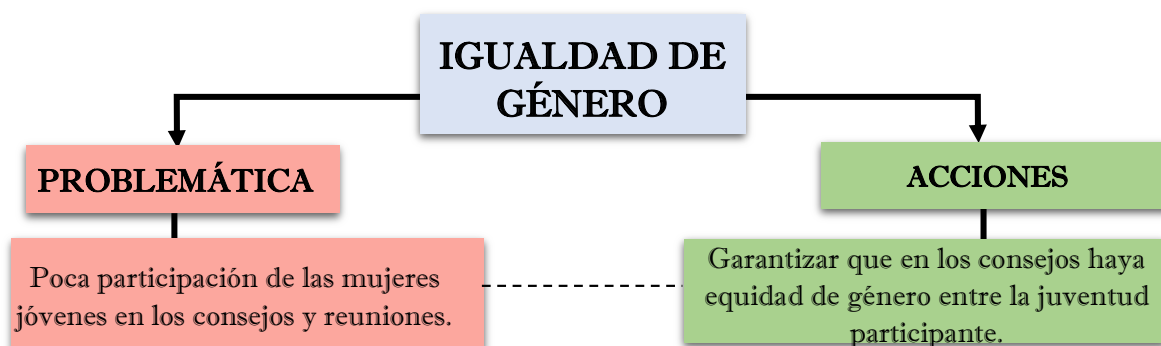 IGUALDAD DE
GÉNERO
PROBLEMÁTICA
ACCIONES
Poca participación de las mujeres
jóvenes en los consejos y reuniones.
Garantizar que en los consejos haya
equidad de género entre la juventud
participante.